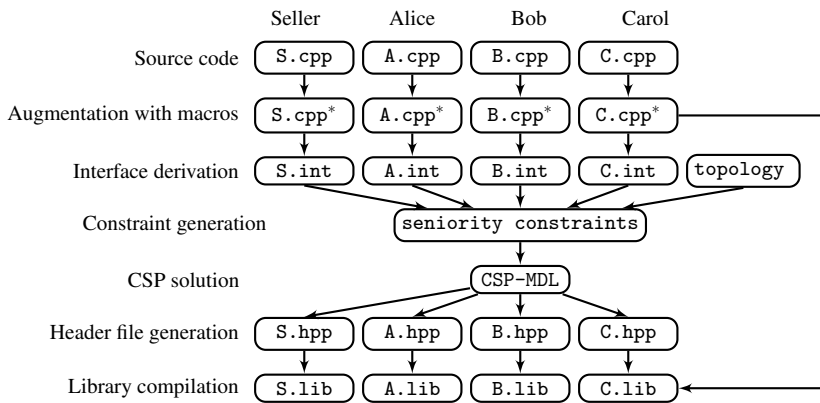 Seller Alice Bob Carol
Source code S.cpp A.cpp B.cpp C.cpp
Augmentation with macros S.cpp* A.cpp* B.cpp* C.cpp*
Interface derivation S.int A.int B.int C.int topology
Constraint generation seniority constraints
CSP solution CSP-MDL
Header file generation S.hpp A.hpp B.hpp C.hpp
Library compilation S.lib A.lib B.lib C.lib